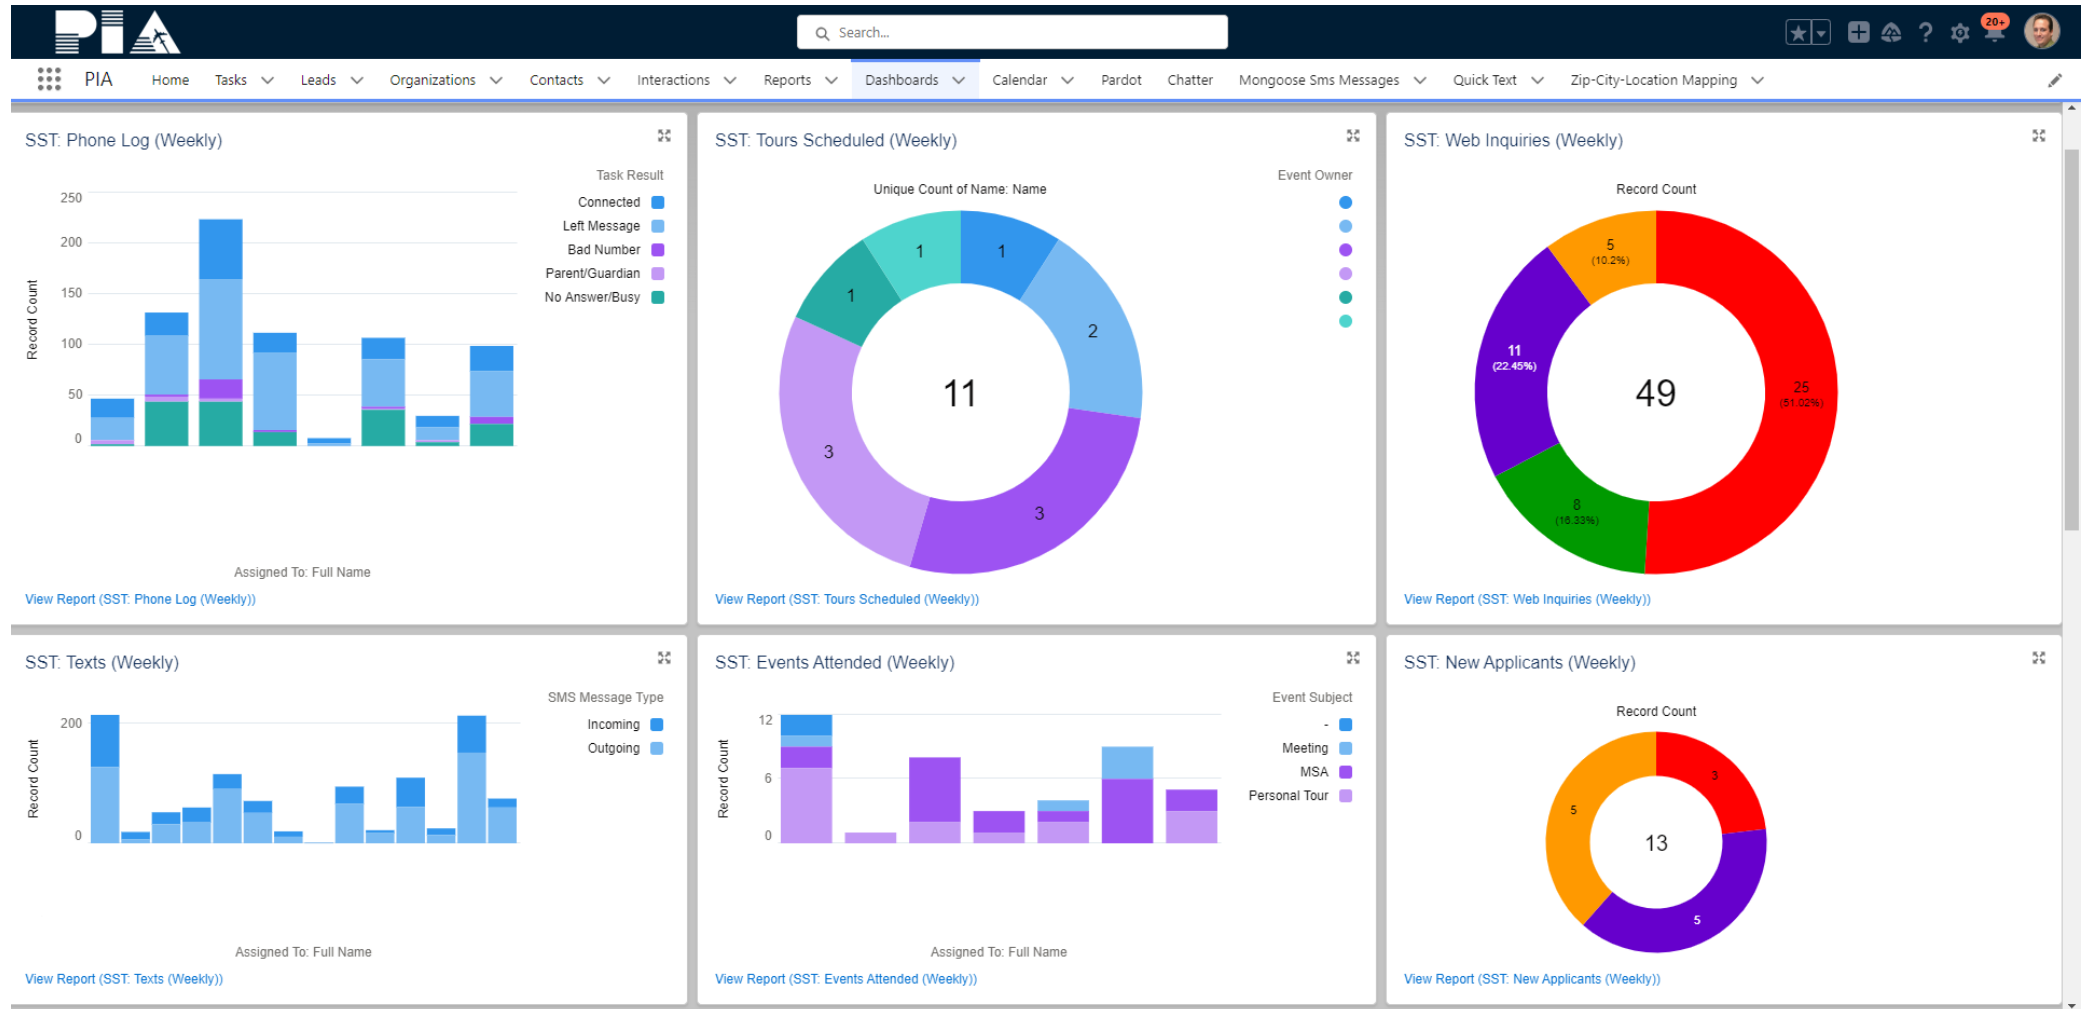 PIA
Search...
20+
PIA Home Tasks Leads Organizations Contacts Interactions Reports Dashboards Calendar Pardot Chatter Mongoose Sms Messages Quick Text Zip-City-Location Mapping
SST: Phone Log (Weekly)
Task Result
Connected
Left Message
Bad Number
Parent/Guardian
No Answer/Busy
Record Count
250
200
150
100
50
0
Assigned To: Full Name
View Report (SST: Phone Log (Weekly))
SST: Tours Scheduled (Weekly)
Unique Count of Name: Name
Event Owner
1
1
2
1
11
3
3
View Report (SST: Tours Scheduled (Weekly))
SST: Web Inquiries (Weekly)
Record Count
5
(10.2%)
11
(22.45%)
49
25
(51.02%)
8
(16.33%)
View Report (SST: Web Inquiries (Weekly))
SST: Texts (Weekly)
SMS Message Type
Incoming
Outgoing
Record Count
200
0
Assigned To: Full Name
View Report (SST: Texts (Weekly))
SST: Events Attended (Weekly)
Event Subject
-
Meeting
MSA
Personal Tour
Record Count
12
6
0
Assigned To: Full Name
View Report (SST: Events Attended (Weekly))
SST: New Applicants (Weekly)
Record Count
3
5
13
5
View Report (SST: New Applicants (Weekly))